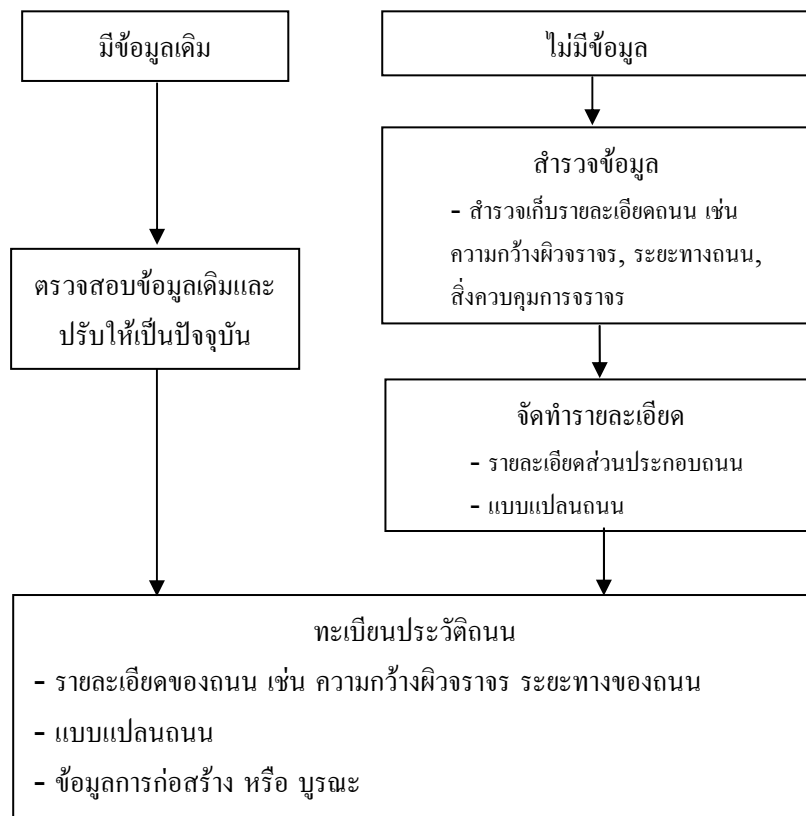 มีข้อมูลเดิม
ไม่มีข้อมูล
สำรวจข้อมูล
- สำรวจเก็บรายละเอียดถนน เช่น
ความกว้างผิวจราจร, ระยะทางถนน,
สิ่งควบคุมการจราจร
ตรวจสอบข้อมูลเดิมและ
ปรับให้เป็นปัจจุบัน
จัดทำรายละเอียด
- รายละเอียดส่วนประกอบถนน
- แบบแปลนถนน
ทะเบียนประวัติถนน
- รายละเอียดของถนน เช่น ความกว้างผิวจราจร ระยะทางของถนน
- แบบแปลนถนน
- ข้อมูลการก่อสร้าง หรือ บูรณะ